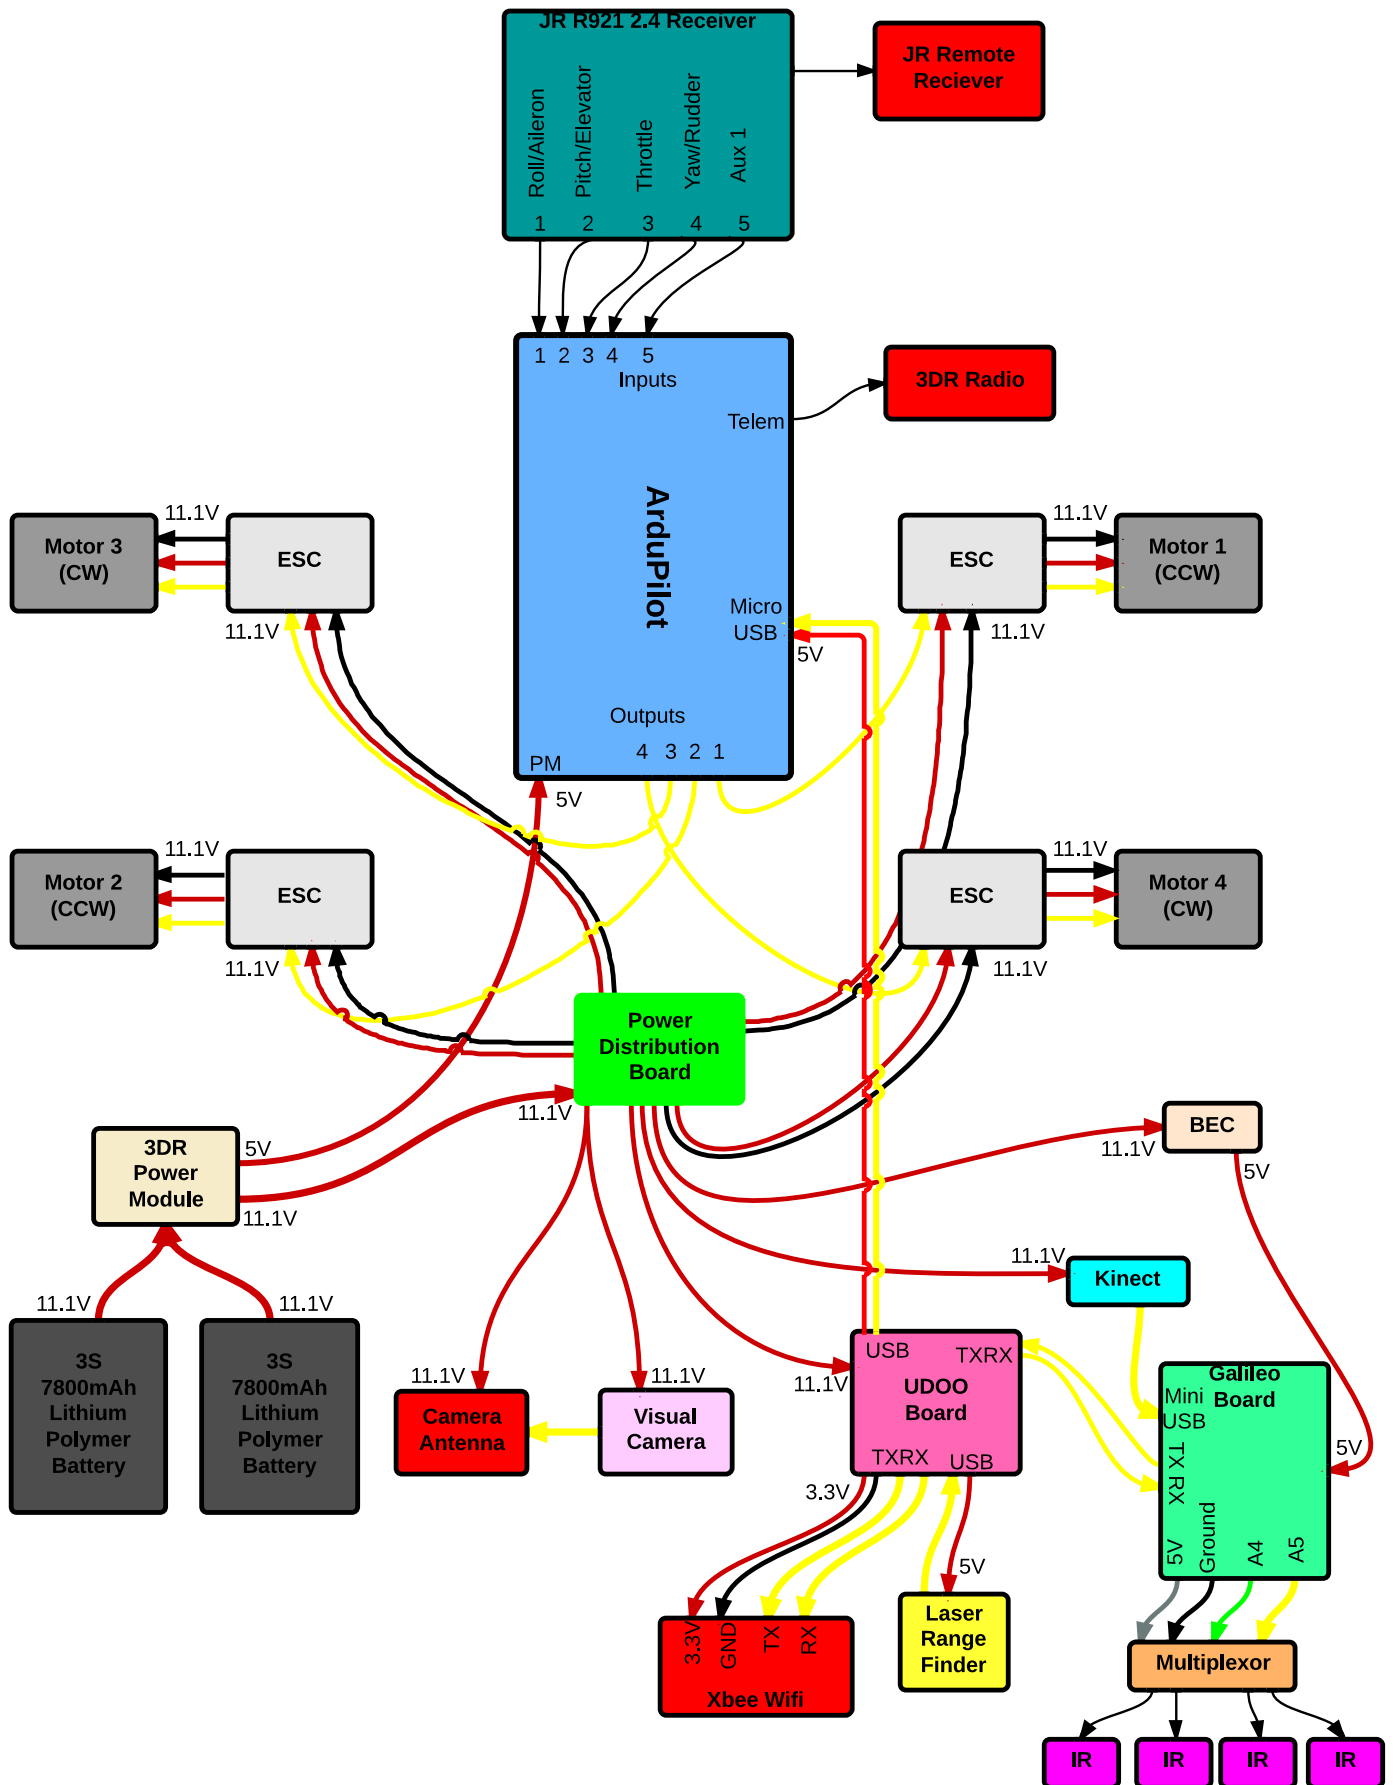 JR R921 2.4 Receiver
Roll/Aileron
Pitch/Elevator
Throttle
Yaw/Rudder
Aux 1
1 2 3 4 5
JR Remote
Reciever
1 2 3 4 5
Inputs
Telem
ArduPilot
Micro
USB
5V
Outputs
4 3 2 1
PM
5V
3DR Radio
Motor 3
(CW)
11.1V
ESC
11.1V
ESC
11.1V
Motor 1
(CCW)
11.1V
Motor 2
(CCW)
11.1V
ESC
11.1V
ESC
11.1V
Motor 4
(CW)
11.1V
Power
Distribution
Board
11.1V
3DR
Power
Module
5V
11.1V
11.1V
11.1V
3S
7800mAh
Lithium
Polymer
Battery
3S
7800mAh
Lithium
Polymer
Battery
BEC
11.1V
5V
11.1V
Kinect
11.1V
Camera
Antenna
11.1V
Visual
Camera
11.1V
USB
TXRX
UDOO
Board
TXRX
USB
3.3V
5V
Galileo
Board
Mini
USB
TX RX
5V
5V
Ground
A4
A5
3.3V
GND
TX
RX
Xbee Wifi
Laser
Range
Finder
Multiplexor
IR
IR
IR
IR